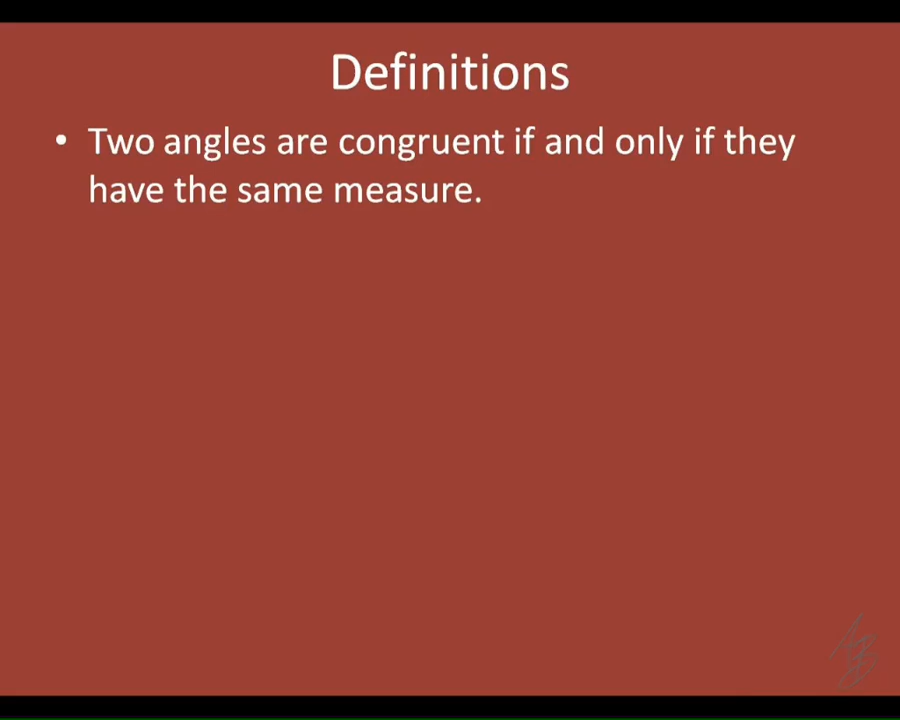 Definitions
• Two angles are congruent if and only if they
have the same measure.